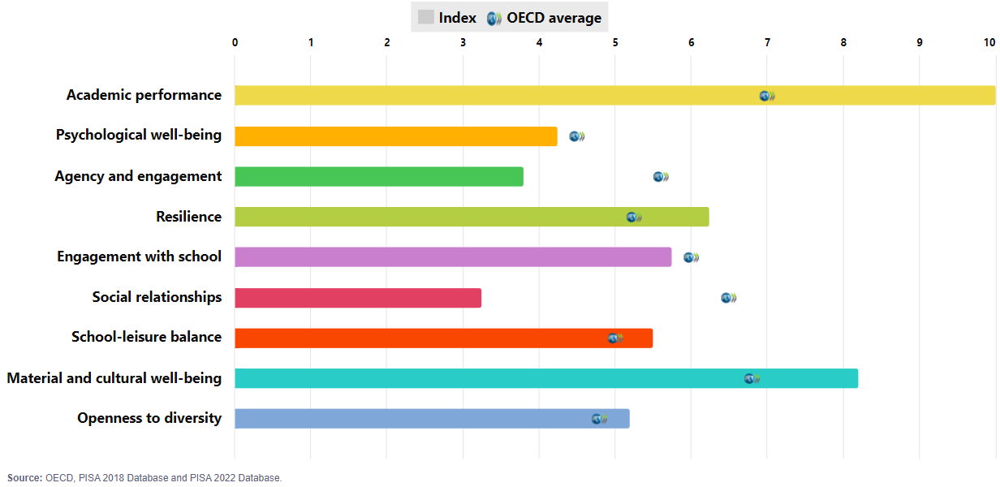 Index OECD average
0 1 2 3 4 5 6 7 8 9 10
Academic performance
Psychological well-being
Agency and engagement
Resilience
Engagement with school
Social relationships
School-leisure balance
Material and cultural well-being
Openness to diversity
Source: OECD, PISA 2018 Database and PISA 2022 Database.